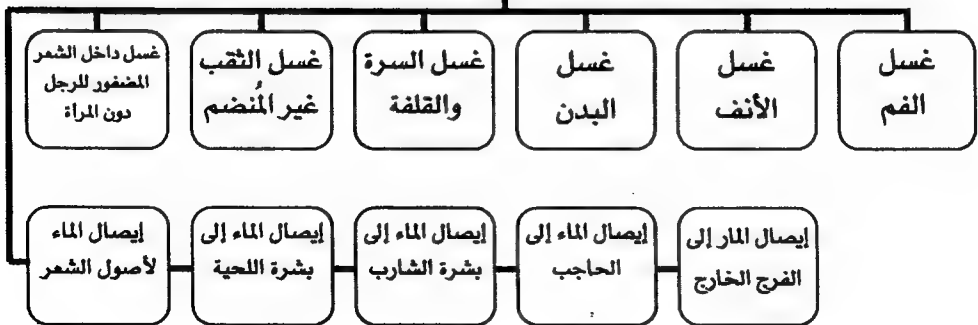 غسل
الفم
غسل
الأنف
غسل
البدن
غسل السرة
والقلفة
غسل الثقب
غير المُنضم
غسل داخل الشعر
المضفور للرجل
دون المرأة
إيصال المار إلى
الفرج الخارج
إيصال الماء إلى
الحاجب
إيصال الماء إلى
بشرة الشارب
إيصال الماء إلى
بشرة اللحية
إيصال الماء
لأصول الشعر